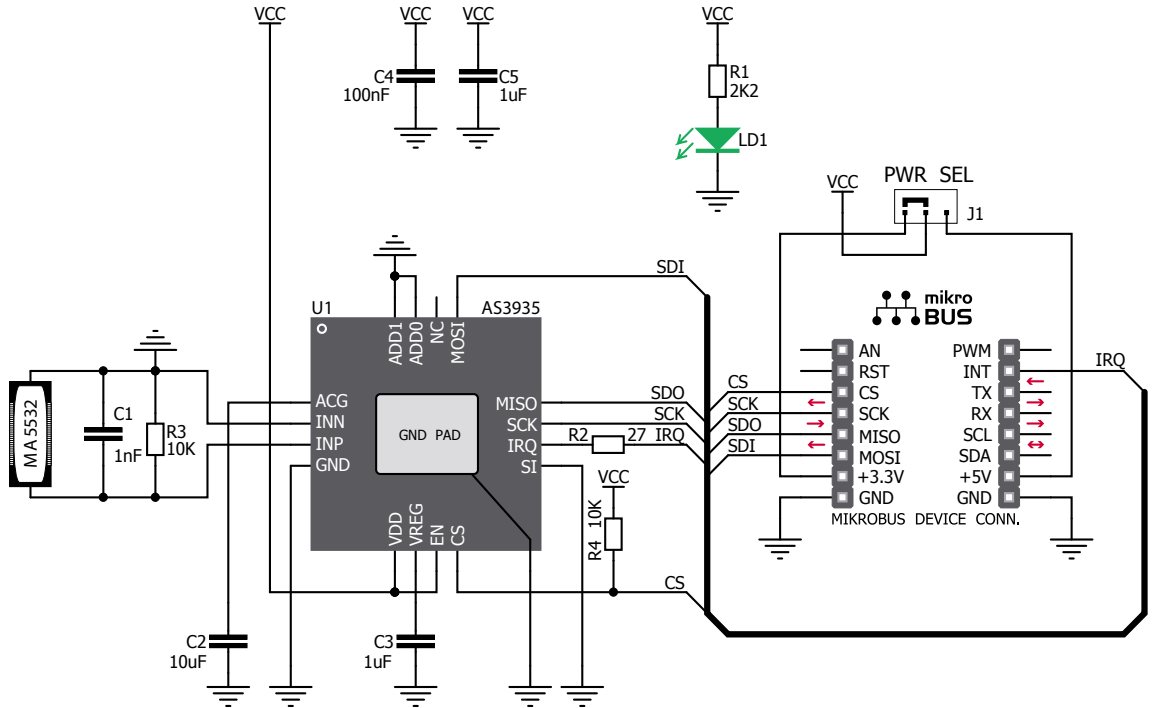 VCC
VCC
VCC
VCC
C4
100nF
C5
1uF
R1
2K2
LD1
VCC
PWR SEL
J1
SDI
U1
AS3935
ADD1
ADD0
NC
MOSI
mikro
BUS
AN
RST
CS
SCK
MISO
MOSI
+3.3V
GND
PWM
INT
TX
RX
SCL
SDA
+5V
GND
MIKROBUS DEVICE CONN.
IRQ
CS
SCK
SDO
SDI
MA5532
C1
1nF
R3
10K
ACG
INN
INP
GND
GND PAD
MISO
SCK
IRQ
SI
SDO
SCK
R2
27
IRQ
VCC
R4 10K
VDD
VREG
EN
CS
CS
C2
10uF
C3
1uF